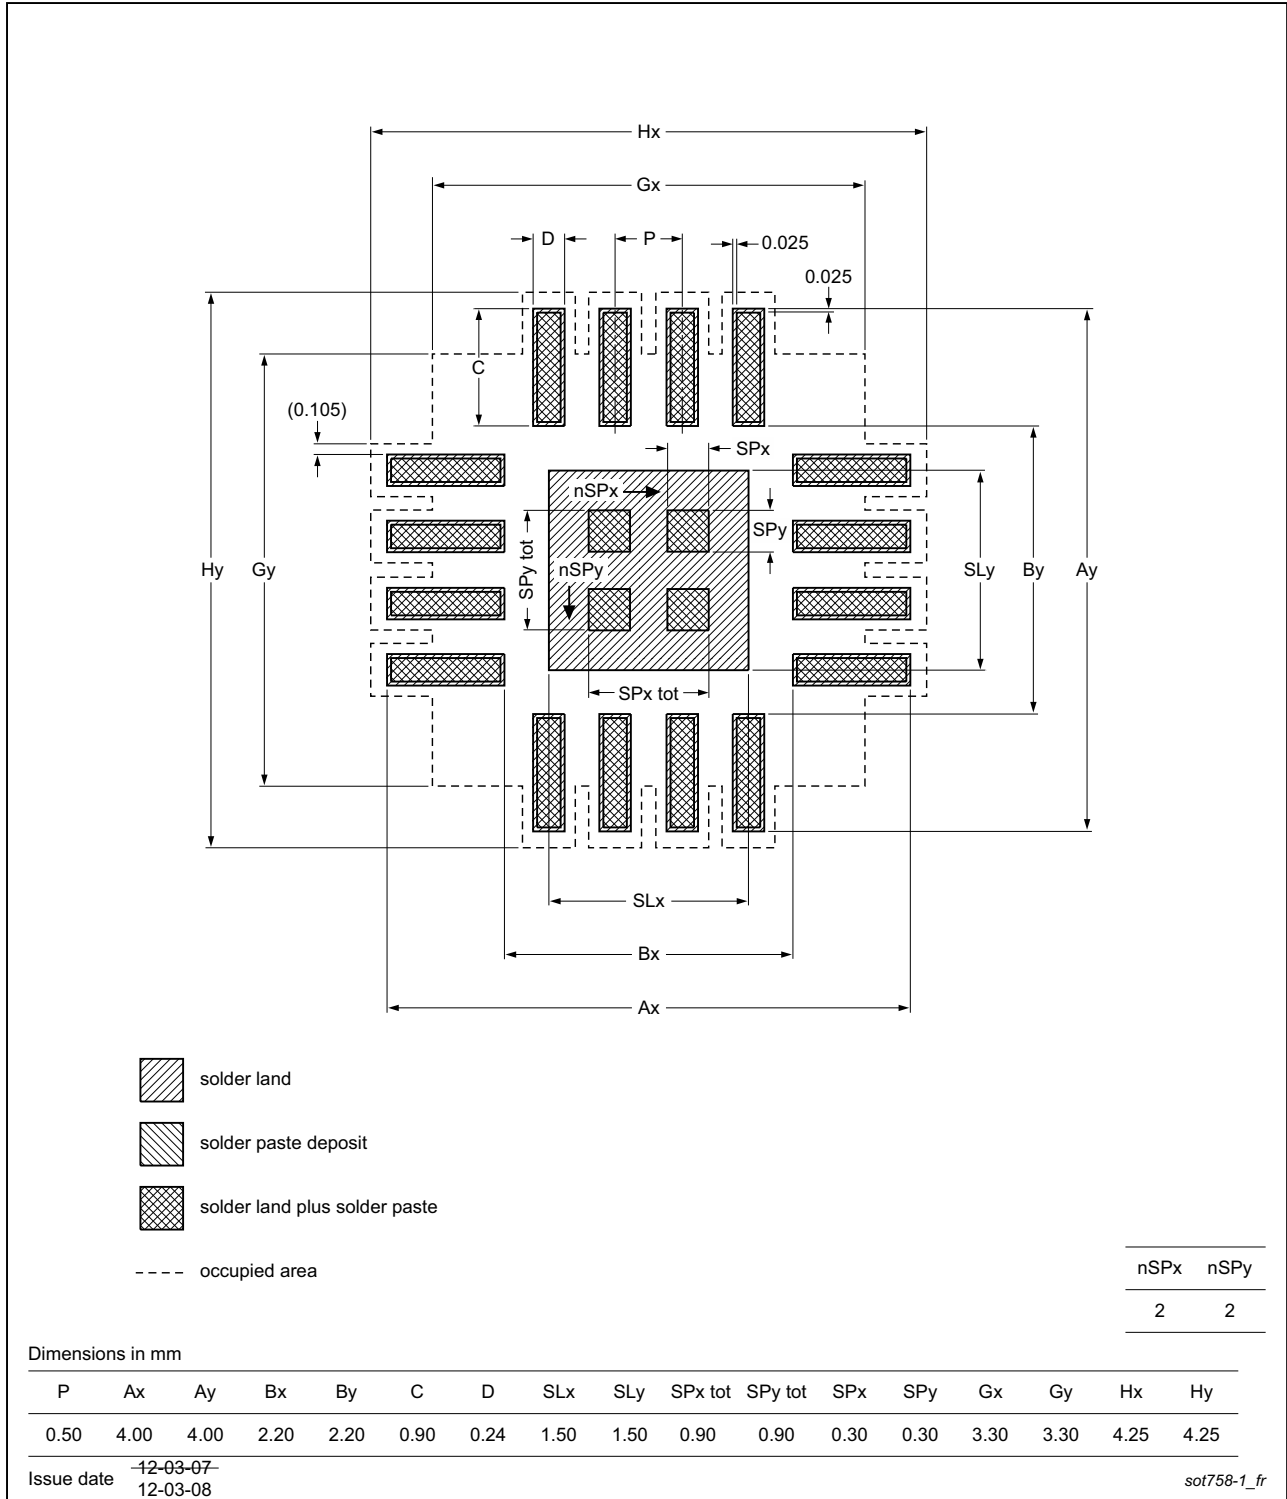 Hx
Gx
D
P
0.025
0.025
C
(0.105)
SPx
nSPx
SPy
SPy tot
nSPy
Hy
Gy
SLy
By
Ay
SPx tot
SLx
Bx
Ax
solder land
solder paste deposit
solder land plus solder paste
occupied area
nSPx nSPy
2 2
Dimensions in mm
P Ax Ay Bx By C D SLx SLy SPx tot SPy tot SPx SPy Gx Gy Hx Hy
0.50 4.00 4.00 2.20 2.20 0.90 0.24 1.50 1.50 0.90 0.90 0.30 0.30 3.30 3.30 4.25 4.25
Issue date 12-03-07
12-03-08
sot758-1_fr